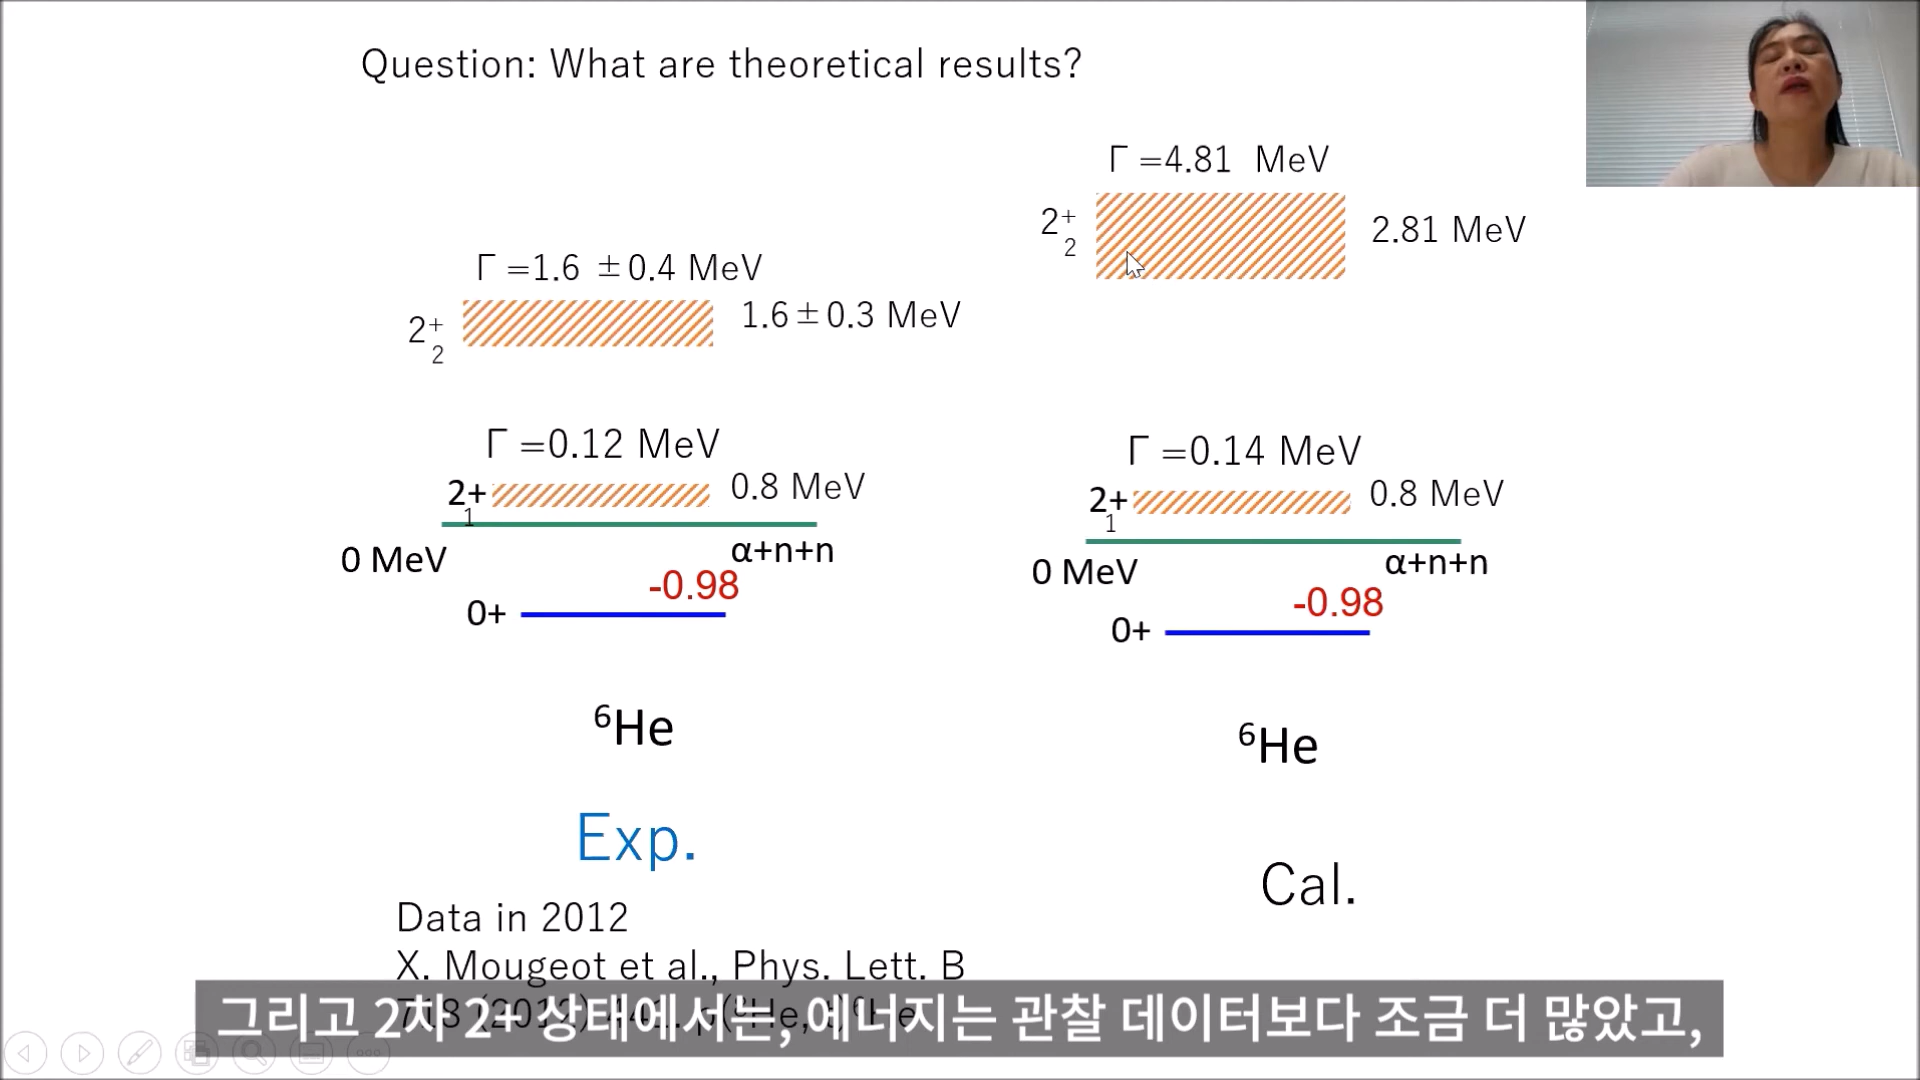 Question: What are theoretical results?
Γ =4.81 MeV
2+
2
2.81 MeV
Γ =1.6 ±0.4 MeV
2+
2
1.6±0.3 MeV
Γ =0.12 MeV
2+
1
0.8 MeV
0 MeV
α+n+n
-0.98
0+
⁶He
Exp.
Γ =0.14 MeV
2+
1
0.8 MeV
0 MeV
α+n+n
-0.98
0+
⁶He
Cal.
Data in 2012
X. Mougeot et al., Phys. Lett. B
그리고 2차 2+ 상태에서는, 에너지는 관찰 데이터보다 조금 더 많았고,